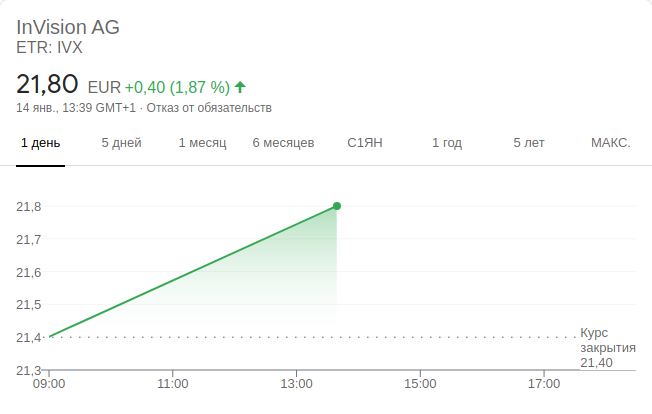 InVision AG
ETR: IVX
21,80 EUR +0,40 (1,87 %)
14 янв., 13:39 GMT+1 · Отказ от обязательств
1 день 5 дней 1 месяц 6 месяцев С1ЯН 1 год 5 лет МАКС.
21,8
21,7
21,6
21,5
21,4
Курс
закрытия
21,40
21,3
09:00 11:00 13:00 15:00 17:00